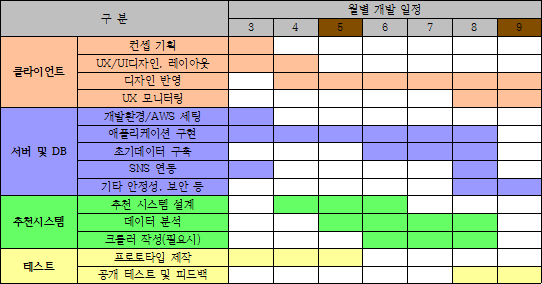 구 분
월별 개발 일정
3 4 5 6 7 8 9
클라이언트
컨셉 기획
UX/UI디자인, 레이아웃
디자인 반영
UX 모니터링
서버 및 DB
개발환경/AWS 세팅
애플리케이션 구현
초기데이터 구축
SNS 연동
기타 안정성, 보안 등
추천시스템
추천 시스템 설계
데이터 분석
크롤러 작성(필요시)
테스트
프로토타입 제작
공개 테스트 및 피드백